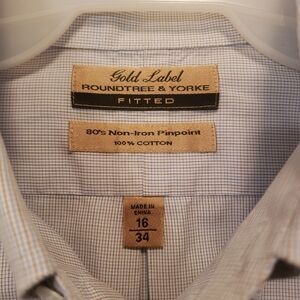 Gold Label
ROUNDTREE & YORKE
FITTED
80's Non-Iron Pinpoint
100% COTTON
MADE IN
CHINA
16
34